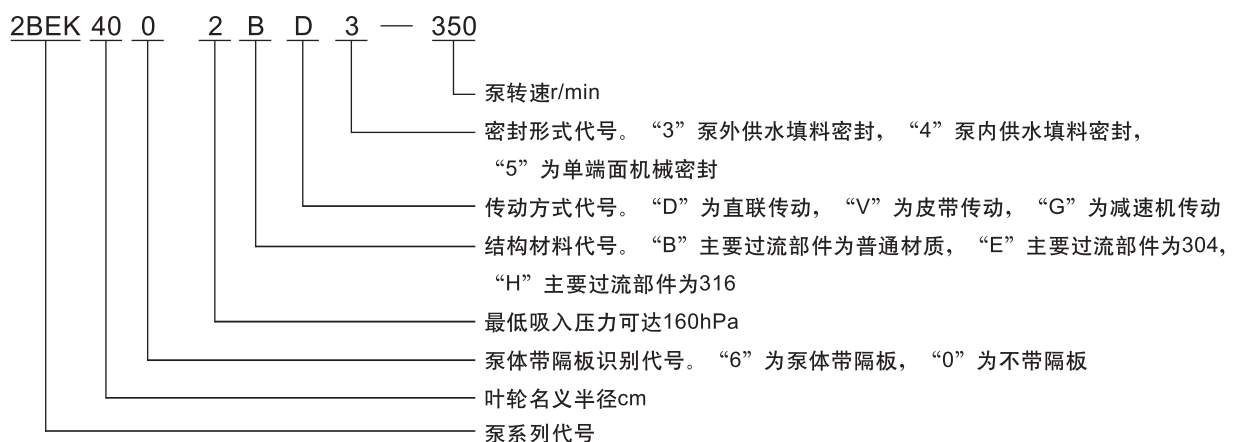 2BEK 40 0 2 B D 3 — 350
泵转速r/min
密封形式代号。“3”泵外供水填料密封，“4”泵内供水填料密封，
“5”为单端面机械密封
传动方式代号。“D”为直联传动，“V”为皮带传动，“G”为减速机传动
结构材料代号。“B”主要过流部件为普通材质，“E”主要过流部件为304，
“H”主要过流部件为316
最低吸入压力可达160hPa
泵体带隔板识别代号。“6”为泵体带隔板，“0”为不带隔板
叶轮名义半径cm
泵系列代号